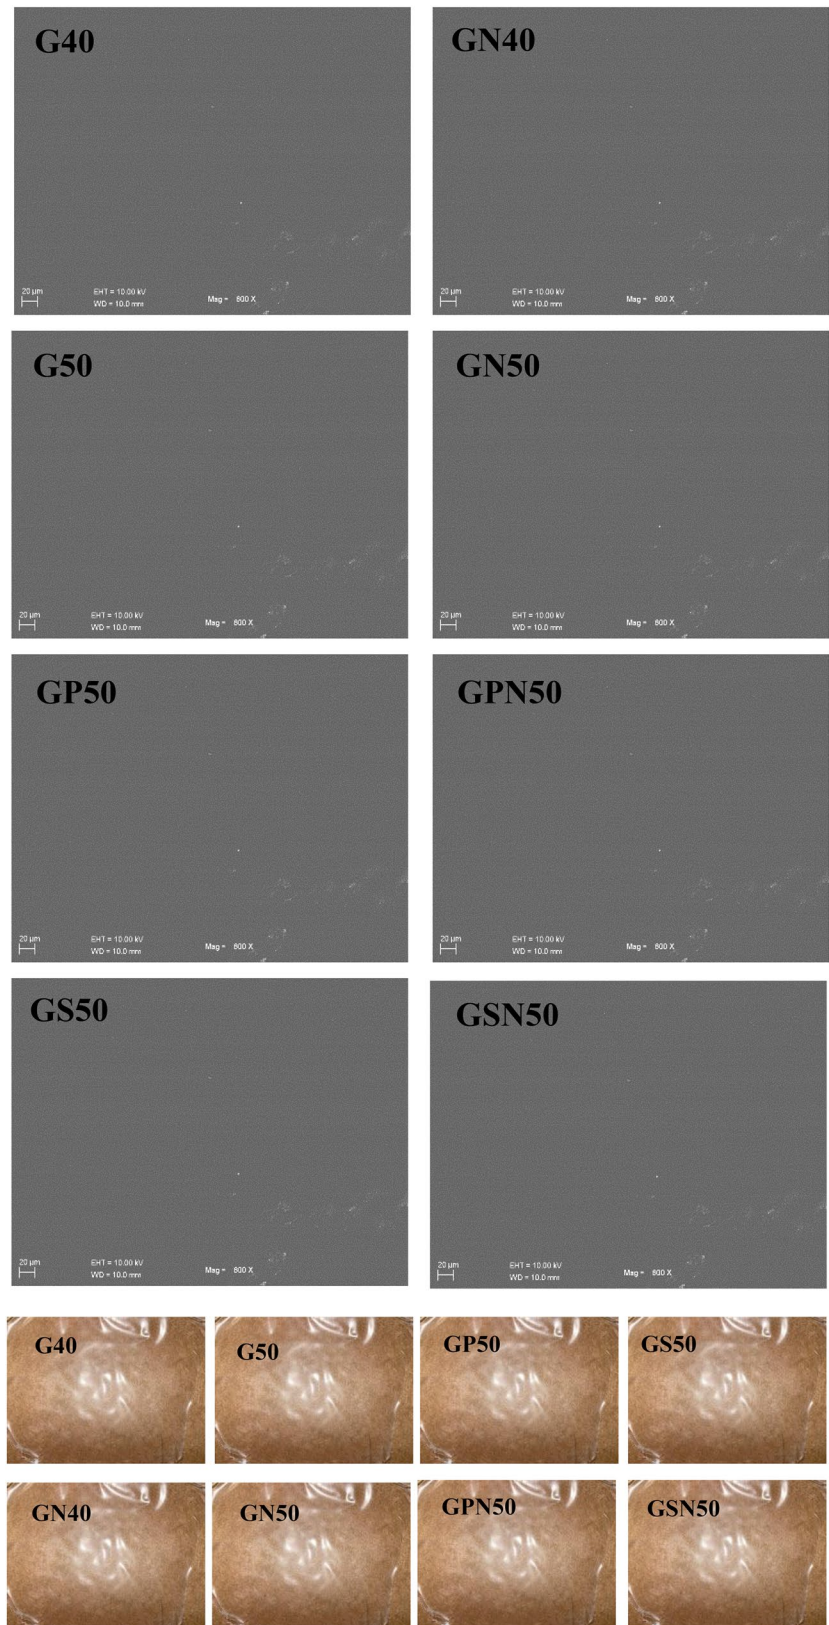 G40
GN40
20 µm
EHT = 10.00 kV
WD = 10.0 mm
Mag = 800 X
20 µm
EHT = 10.00 kV
WD = 10.0 mm
Mag = 800 X
G50
GN50
20 µm
EHT = 10.00 kV
WD = 10.0 mm
Mag = 800 X
20 µm
EHT = 10.00 kV
WD = 10.0 mm
Mag = 800 X
GP50
GPN50
20 µm
EHT = 10.00 kV
WD = 10.0 mm
Mag = 800 X
20 µm
EHT = 10.00 kV
WD = 10.0 mm
Mag = 800 X
GS50
GSN50
20 µm
EHT = 10.00 kV
WD = 10.0 mm
Mag = 800 X
20 µm
EHT = 10.00 kV
WD = 10.0 mm
Mag = 800 X
G40
G50
GP50
GS50
GN40
GN50
GPN50
GSN50